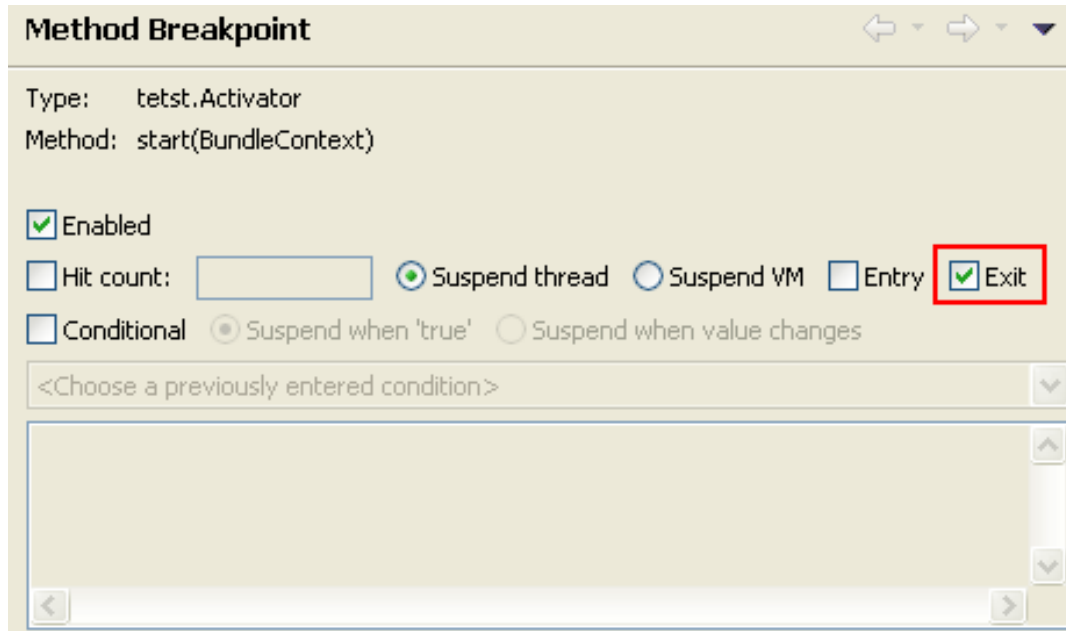 Method Breakpoint
Type: tetst.Activator
Method: start(BundleContext)
Enabled
Hit count: Suspend thread Suspend VM Entry Exit
Conditional Suspend when 'true' Suspend when value changes
<Choose a previously entered condition>